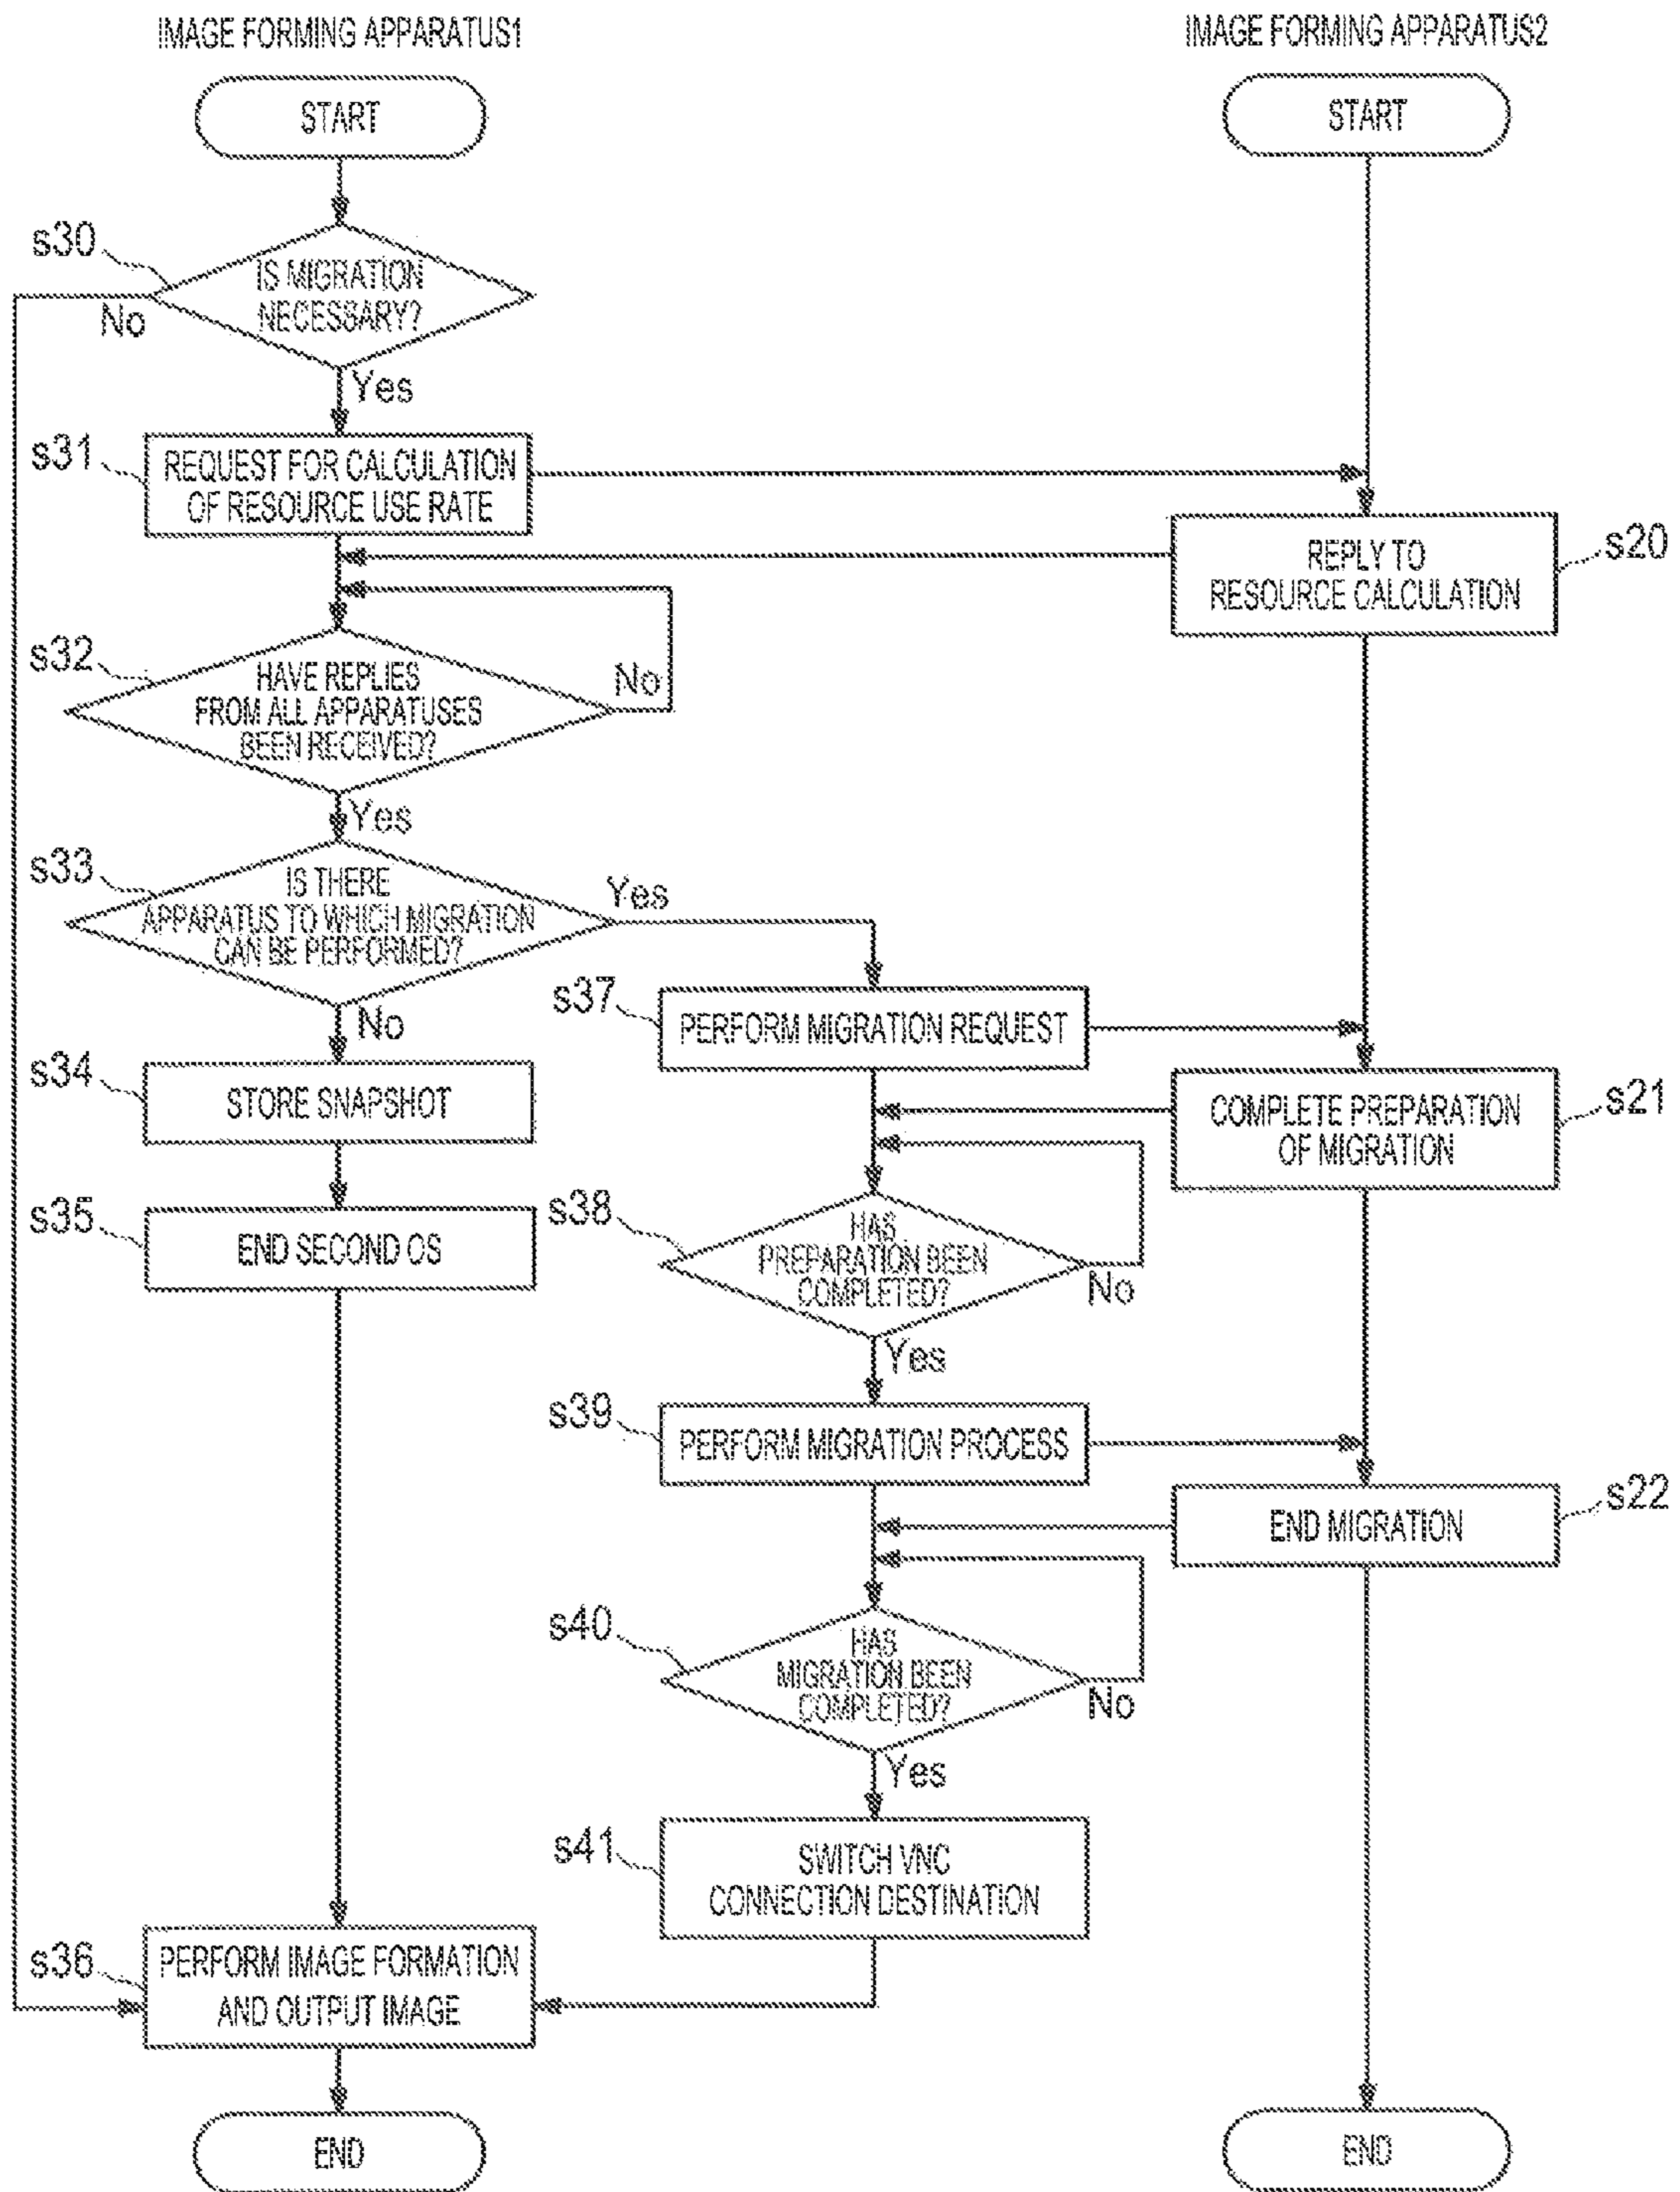 IMAGE FORMING APPARATUS1
IMAGE FORMING APPARATUS2
START
START
s30
IS MIGRATION
NECESSARY?
No
Yes
s31
REQUEST FOR CALCULATION
OF RESOURCE USE RATE
REPLY TO
RESOURCE CALCULATION
s20
s32
HAVE REPLIES
FROM ALL APPARATUSES
BEEN RECEIVED?
No
Yes
s33
IS THERE
APPARATUS TO WHICH MIGRATION
CAN BE PERFORMED?
Yes
No
s37
PERFORM MIGRATION REQUEST
s34
STORE SNAPSHOT
COMPLETE PREPARATION
OF MIGRATION
s21
s35
END SECOND OS
s38
HAS
PREPARATION BEEN
COMPLETED?
No
Yes
s39
PERFORM MIGRATION PROCESS
END MIGRATION
s22
s40
HAS
MIGRATION BEEN
COMPLETED?
No
Yes
s41
SWITCH VNC
CONNECTION DESTINATION
s36
PERFORM IMAGE FORMATION
AND OUTPUT IMAGE
END
END